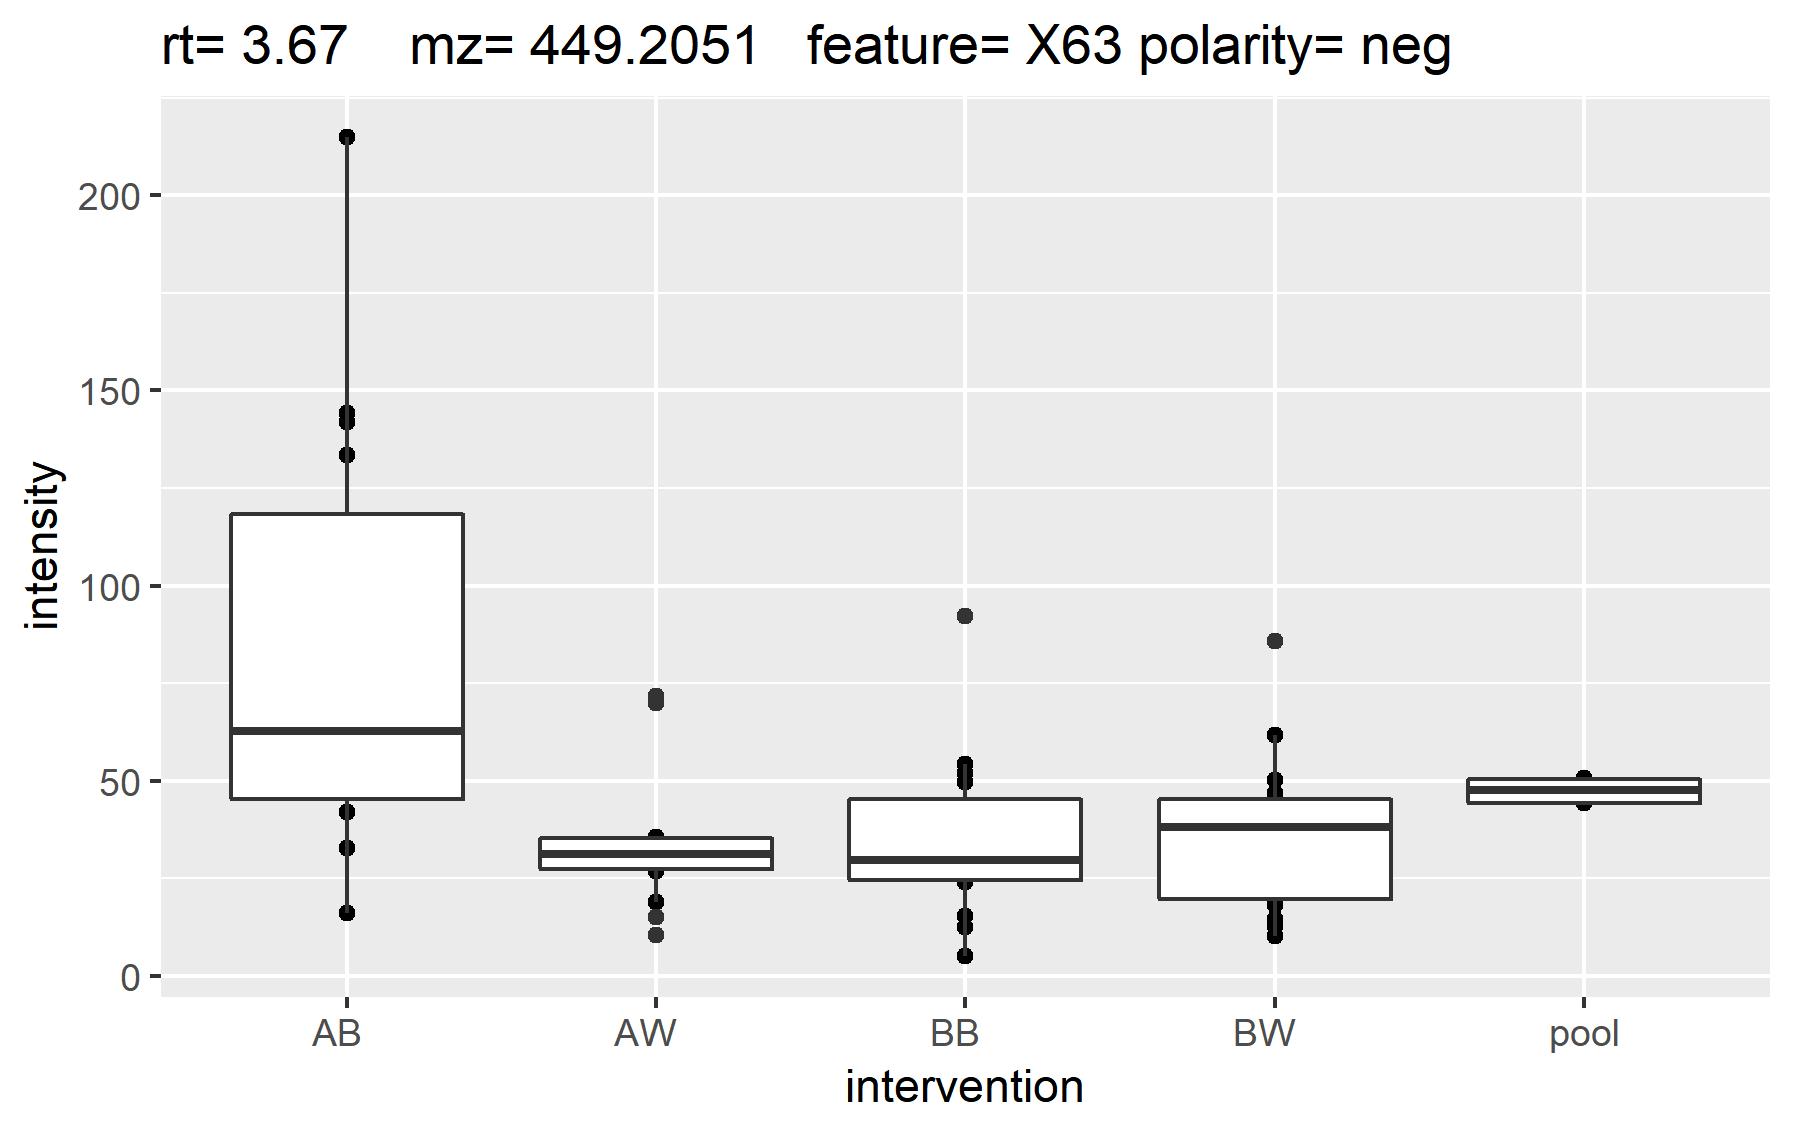 rt= 3.67    mz= 449.2051   feature= X63 polarity= neg
intensity
200
150
100
50
0
AB AW BB BW pool
intervention